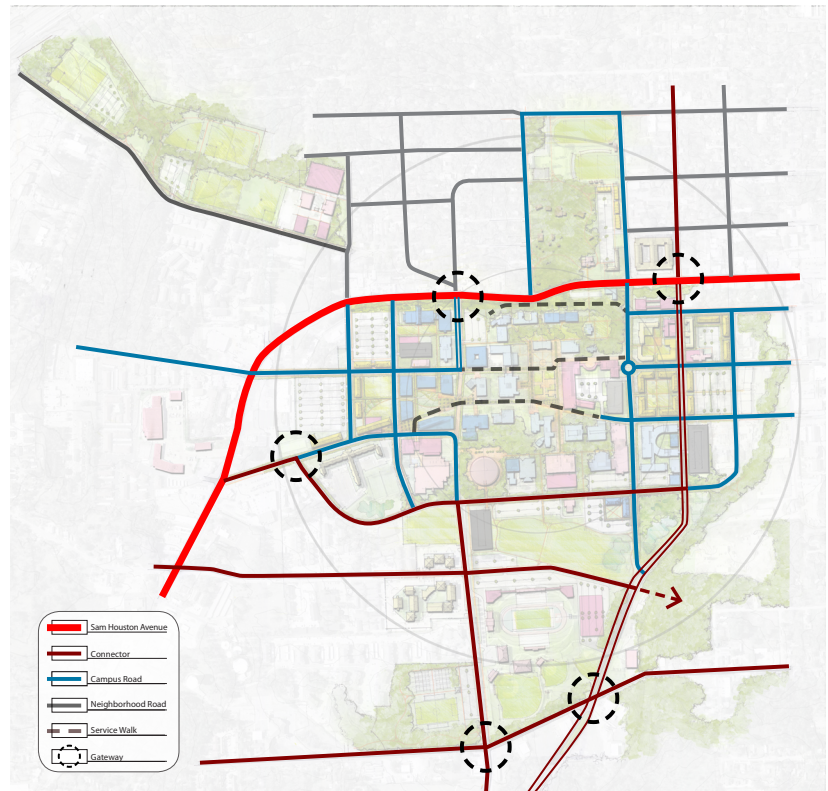 Sam Houston Avenue
Connector
Campus Road
Neighborhood Road
Service Walk
Gateway